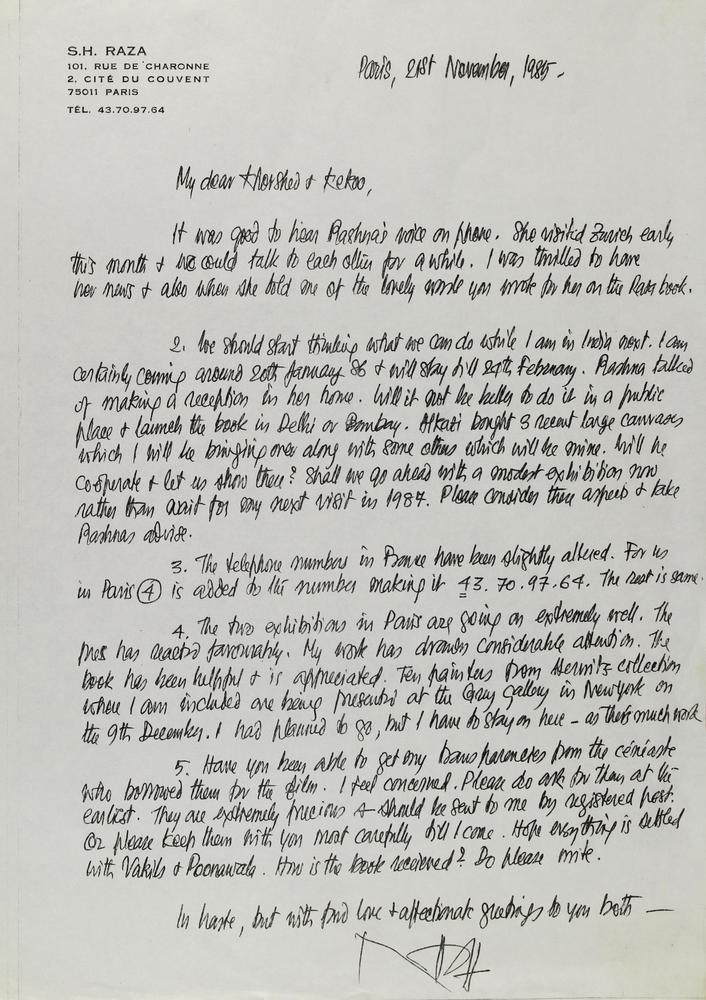 S.H. RAZA
101, RUE DE CHARONNE
2, CITÉ DU COUVENT
75011 PARIS
TÉL. 43.70.97.64
Paris, 21st November, 1985 -
My dear Khorshed & Kekoo,
It was good to hear Rashna's voice on phone. She visited Zurich early
this month & we could talk to each other for a while. I was thrilled to have
her news & also when she told me of the lovely words you wrote for her on the Raza book.
2. We should start thinking what we can do while I am in India next. I am
certainly coming around 20th January 86 & will stay till 24th February. Rashna talked
of making a reception in her home. Will it not be better to do it in a public
place & launch the book in Delhi or Bombay. Alkazi bought 3 recent large canvases
which I will be bringing over along with some others which will be mine. Will he
cooperate & let us show these? Shall we go ahead with a modest exhibition now
rather than wait for my next visit in 1987. Please consider these aspects & take
Rashnas advise.
3. The telephone numbers in France have been slightly altered. For us
in Paris 4 is added to the number making it 43.70.97.64. The rest is same.
4. The two exhibitions in Paris are going on extremely well. The
press has reacted favourably. My work has drawn considerable attention. The
book has been helpful & is appreciated. Ten painters from Herwitz collection
where I am included are being presented at the Grey Gallery in New York on
the 9th December. I had planned to go, but I have to stay on here - as there's much work
5. Have you been able to get my transparencies from the cinéaste
who borrowed them for the film. I feel concerned. Please do ask for them at the
earliest. They are extremely precious & should be sent to me by registered post.
Or please keep them with you most carefully till I come. Hope everything is settled
with Vakils & Poonawala. How is the book received? Do please write.
In haste, but with fond love & affectionate greetings to you both —